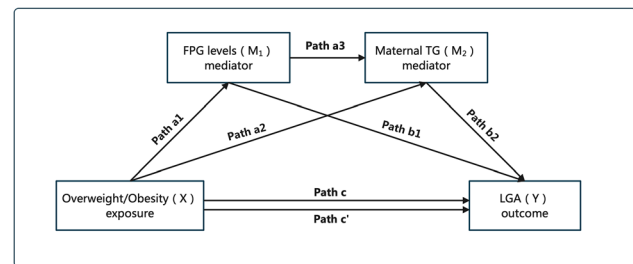 FPG levels ( M₁ )
mediator
Path a3
Maternal TG ( M₂ )
mediator
Path a1
Path a2
Path b1
Path b2
Overweight/Obesity ( X )
exposure
Path c
Path c'
LGA ( Y )
outcome